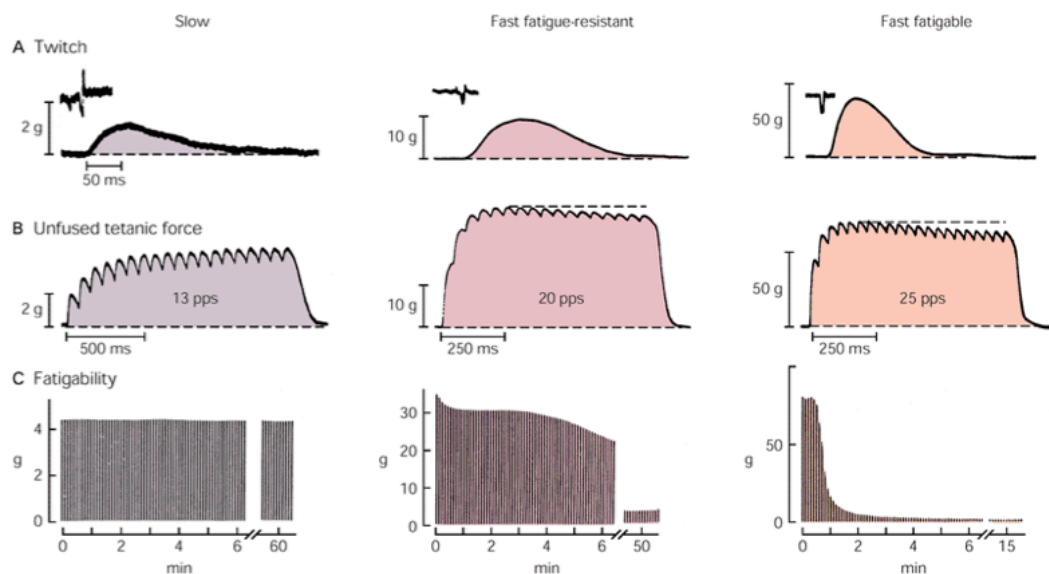 Slow Fast fatigue-resistant Fast fatigable
A Twitch
2 g
50 ms
10 g
50 g
B Unfused tetanic force
2 g
13 pps
500 ms
10 g
20 pps
250 ms
50 g
25 pps
250 ms
C Fatigability
4
2
0
g
0 2 4 6 60
min
30
20
10
0
g
0 2 4 6 50
min
50
0
g
0 2 4 6 15
min